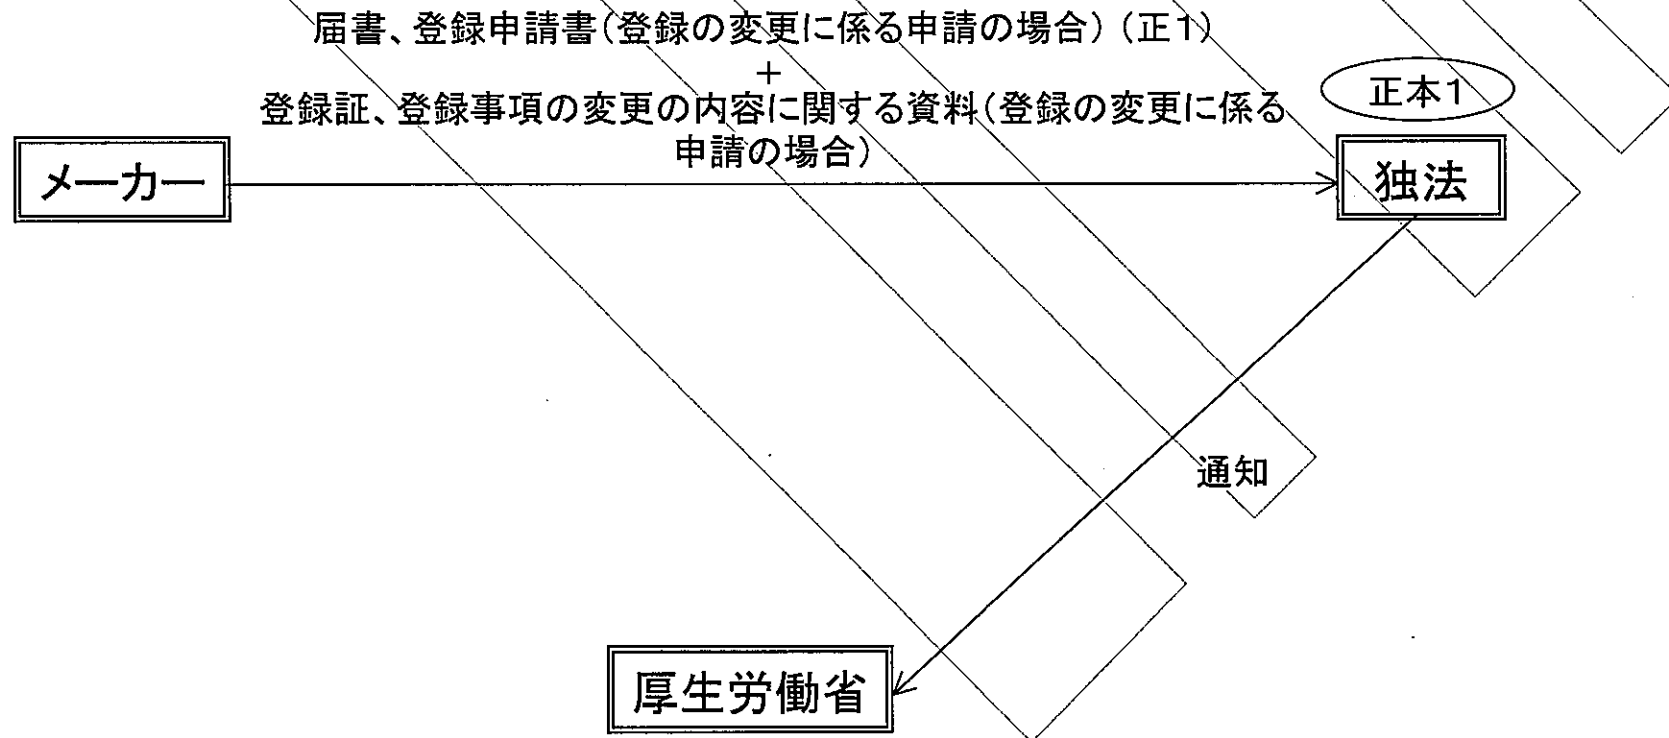 届書、登録申請書(登録の変更に係る申請の場合)(正1)
＋
登録証、登録事項の変更の内容に関する資料(登録の変更に係る
申請の場合)
正本1
メーカー
独法
通知
厚生労働省